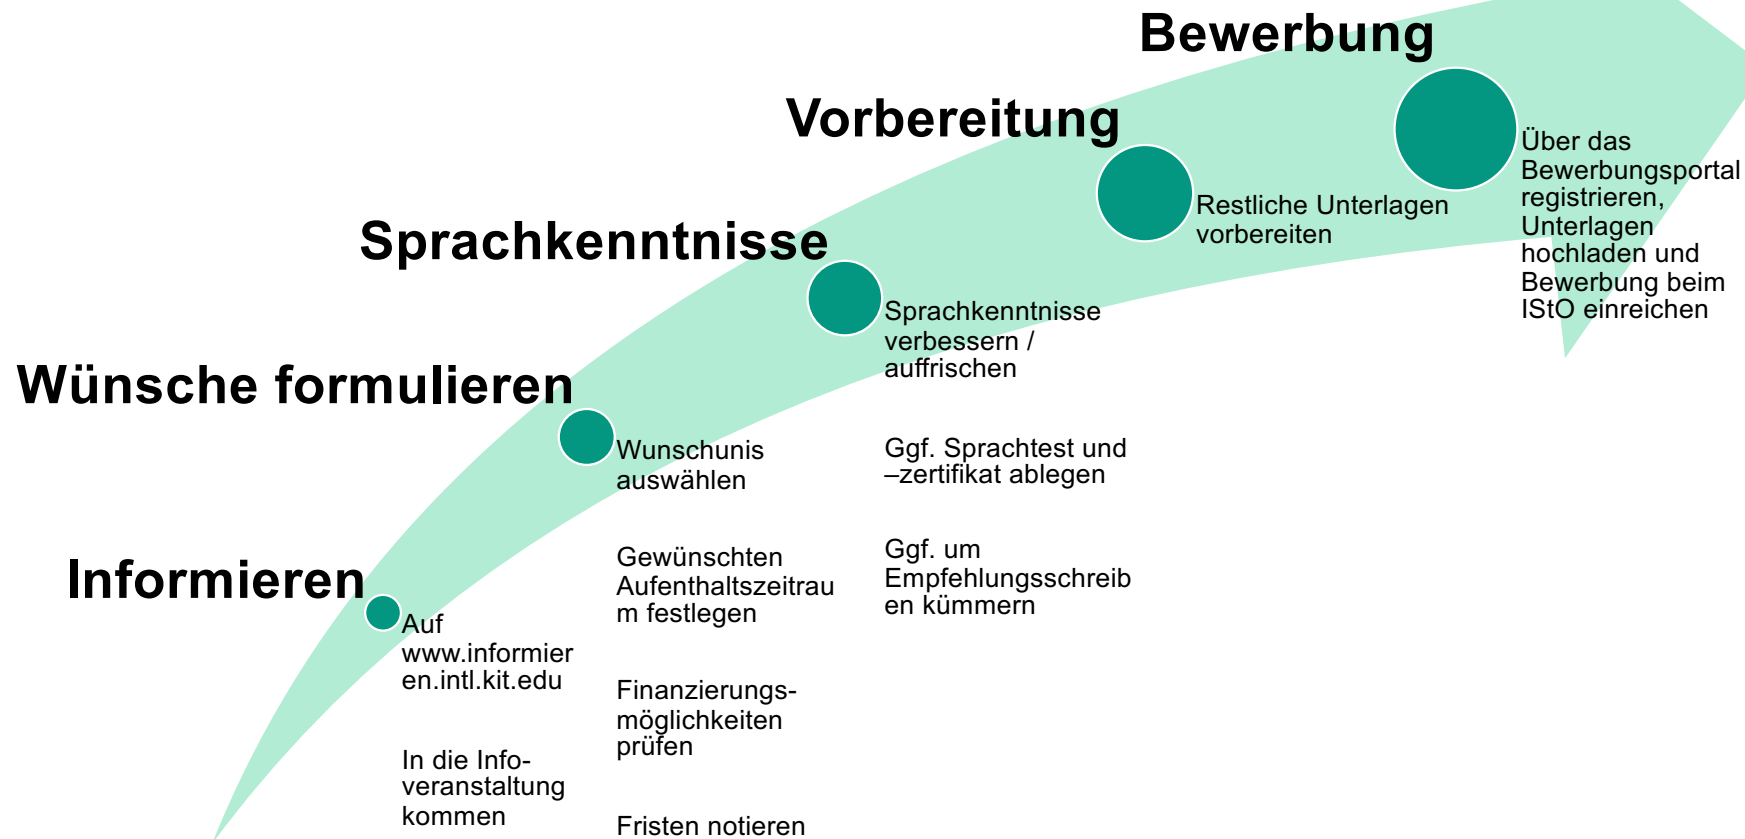 Informieren
Auf
www.informier
en.intl.kit.edu
In die Info-
veranstaltung
kommen
Wünsche formulieren
Wunschunis
auswählen
Gewünschten
Aufenthaltszeitrau
m festlegen
Finanzierungs-
möglichkeiten
prüfen
Fristen notieren
Sprachkenntnisse
Sprachkenntnisse
verbessern /
auffrischen
Ggf. Sprachtest und
–zertifikat ablegen
Ggf. um
Empfehlungsschreib
en kümmern
Vorbereitung
Restliche Unterlagen
vorbereiten
Bewerbung
Über das
Bewerbungsportal
registrieren,
Unterlagen
hochladen und
Bewerbung beim
IStO einreichen